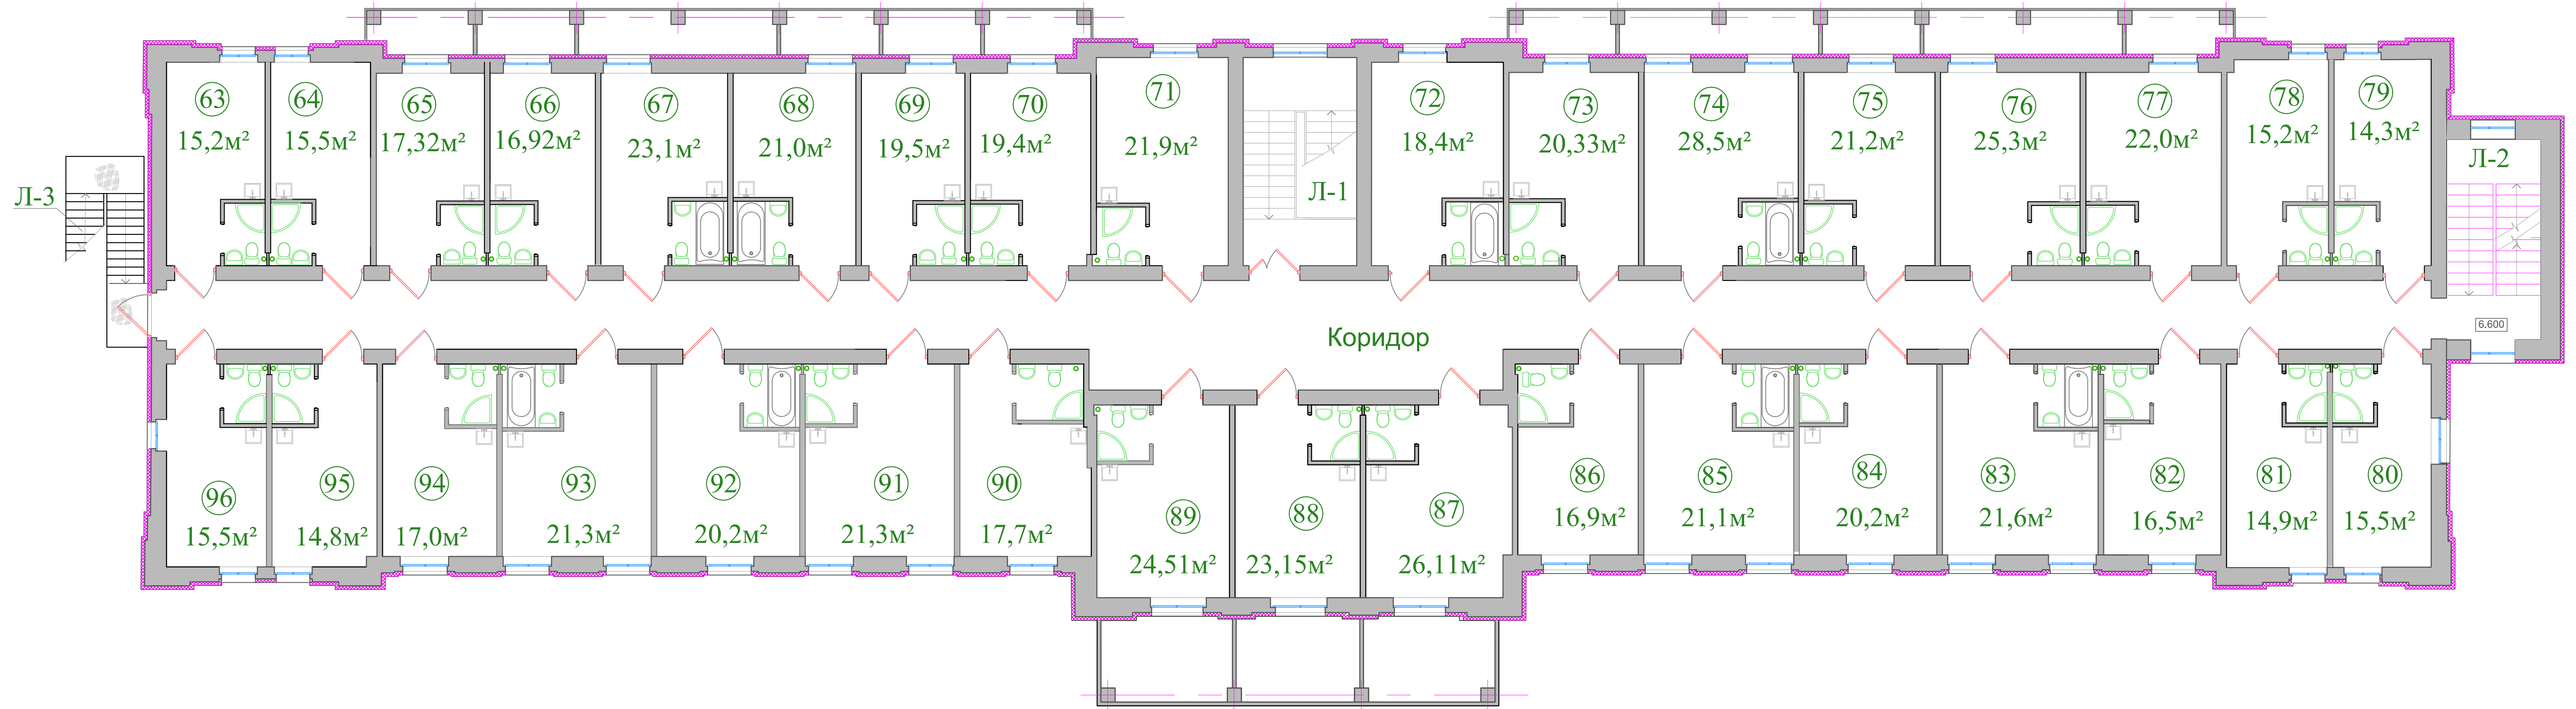 63
15,2м²
64
15,5м²
65
17,32м²
66
16,92м²
67
23,1м²
68
21,0м²
69
19,5м²
70
19,4м²
71
21,9м²
72
18,4м²
73
20,33м²
74
28,5м²
75
21,2м²
76
25,3м²
77
22,0м²
78
15,2м²
79
14,3м²
Л-3
Л-1
Л-2
6.600
Коридор
96
15,5м²
95
14,8м²
94
17,0м²
93
21,3м²
92
20,2м²
91
21,3м²
90
17,7м²
89
24,51м²
88
23,15м²
87
26,11м²
86
16,9м²
85
21,1м²
84
20,2м²
83
21,6м²
82
16,5м²
81
14,9м²
80
15,5м²